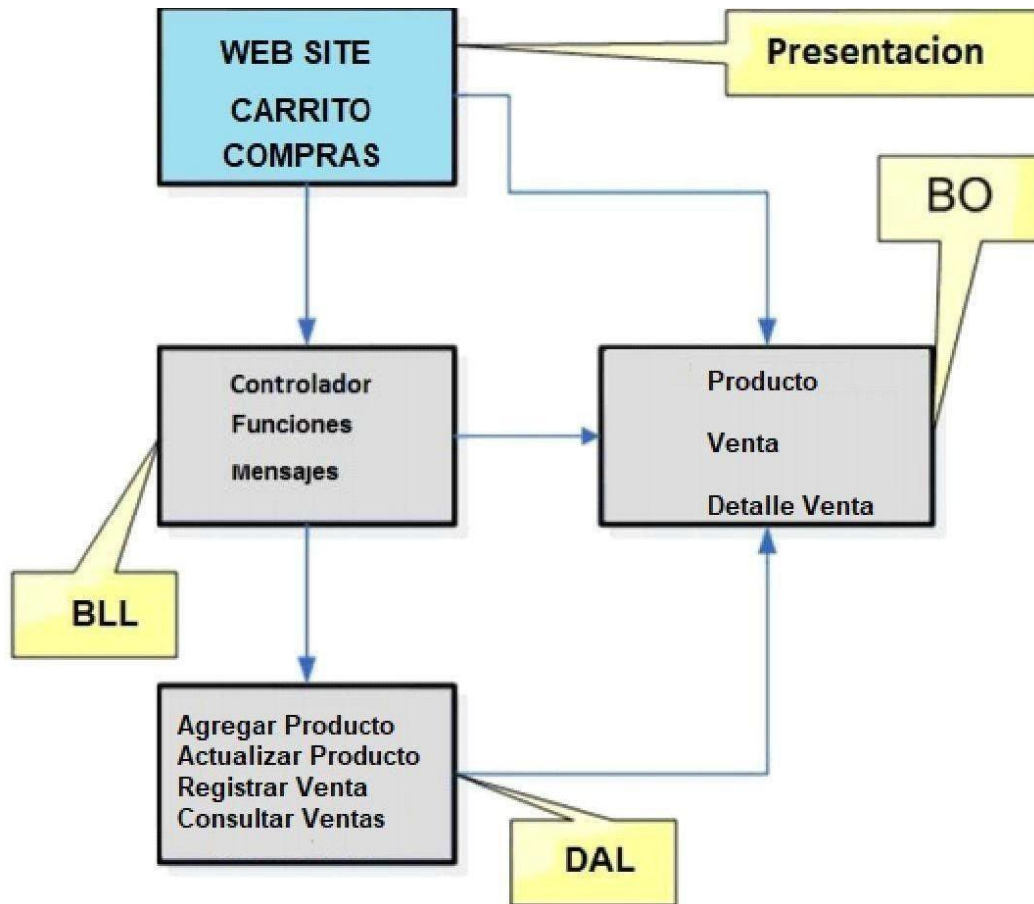 WEB SITE
CARRITO
COMPRAS
Presentacion
BO
Controlador
Funciones
Mensajes
Producto
Venta
Detalle Venta
BLL
Agregar Producto
Actualizar Producto
Registrar Venta
Consultar Ventas
DAL